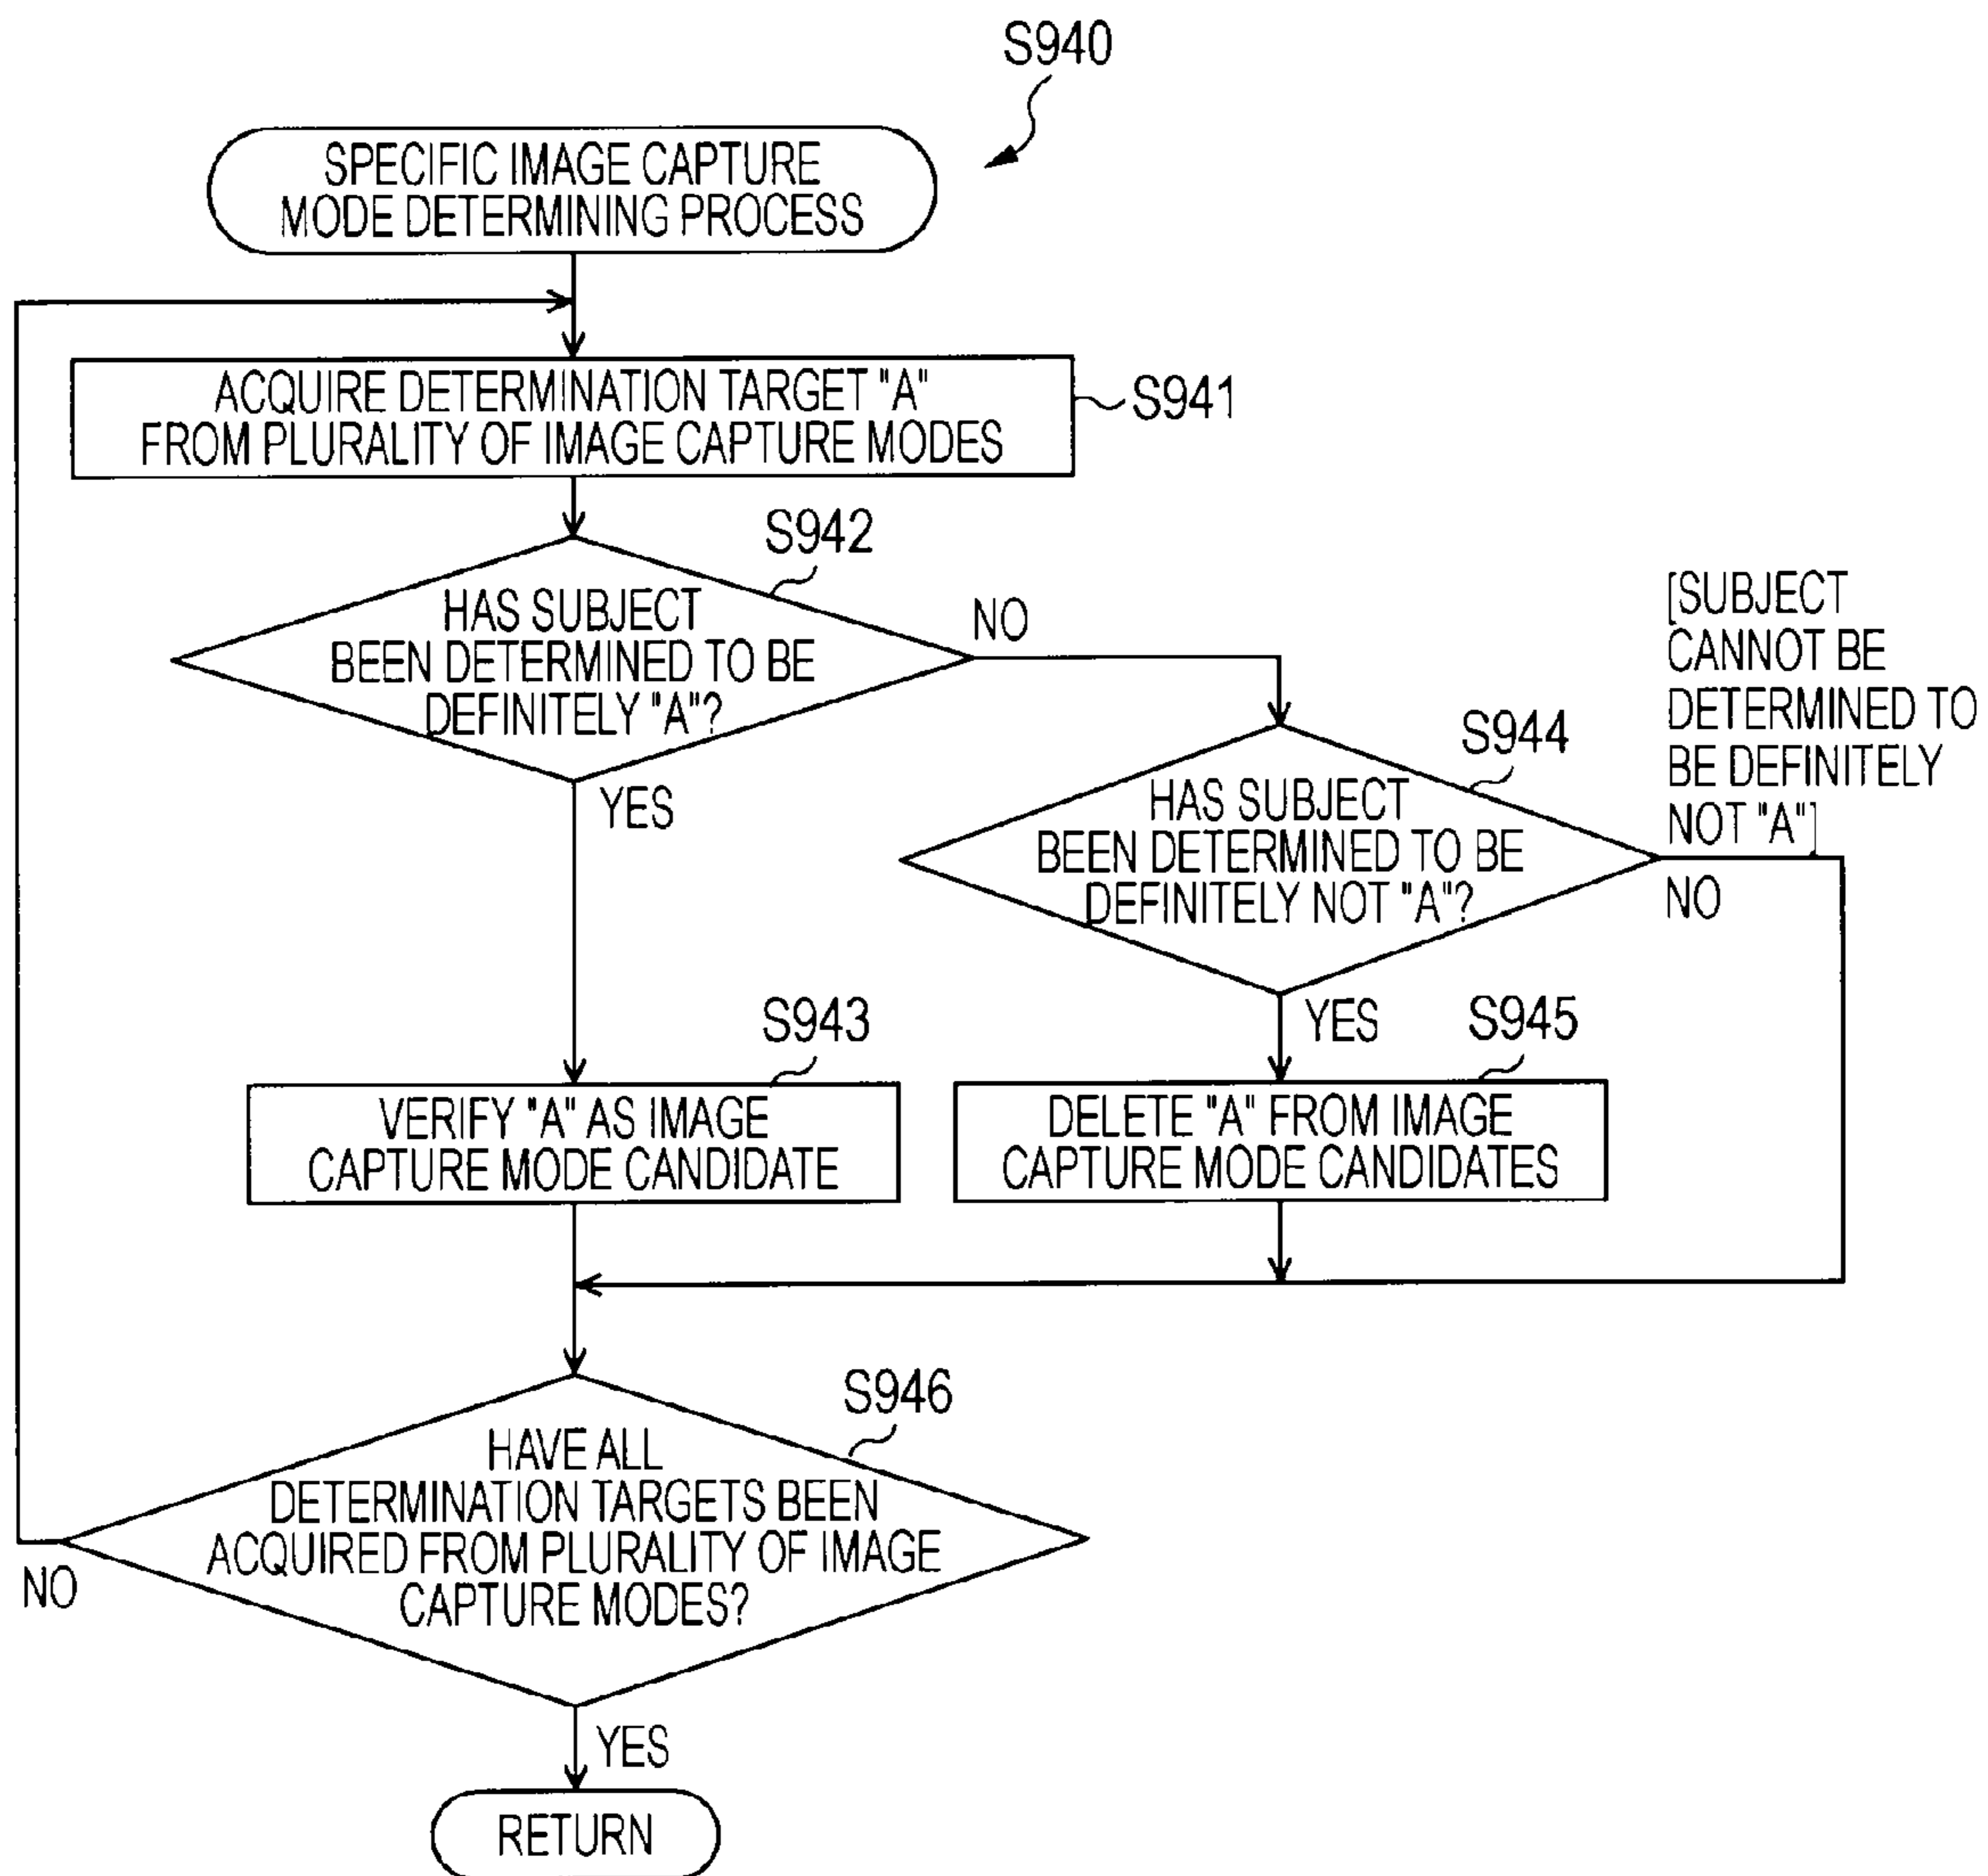 S940
SPECIFIC IMAGE CAPTURE
MODE DETERMINING PROCESS
ACQUIRE DETERMINATION TARGET "A"
FROM PLURALITY OF IMAGE CAPTURE MODES
S941
S942
HAS SUBJECT
BEEN DETERMINED TO BE
DEFINITELY "A"?
NO
YES
[SUBJECT
CANNOT BE
DETERMINED TO
BE DEFINITELY
NOT "A"]
S944
HAS SUBJECT
BEEN DETERMINED TO BE
DEFINITELY NOT "A"?
NO
YES
S943
VERIFY "A" AS IMAGE
CAPTURE MODE CANDIDATE
S945
DELETE "A" FROM IMAGE
CAPTURE MODE CANDIDATES
S946
HAVE ALL
DETERMINATION TARGETS BEEN
ACQUIRED FROM PLURALITY OF IMAGE
CAPTURE MODES?
NO
YES
RETURN